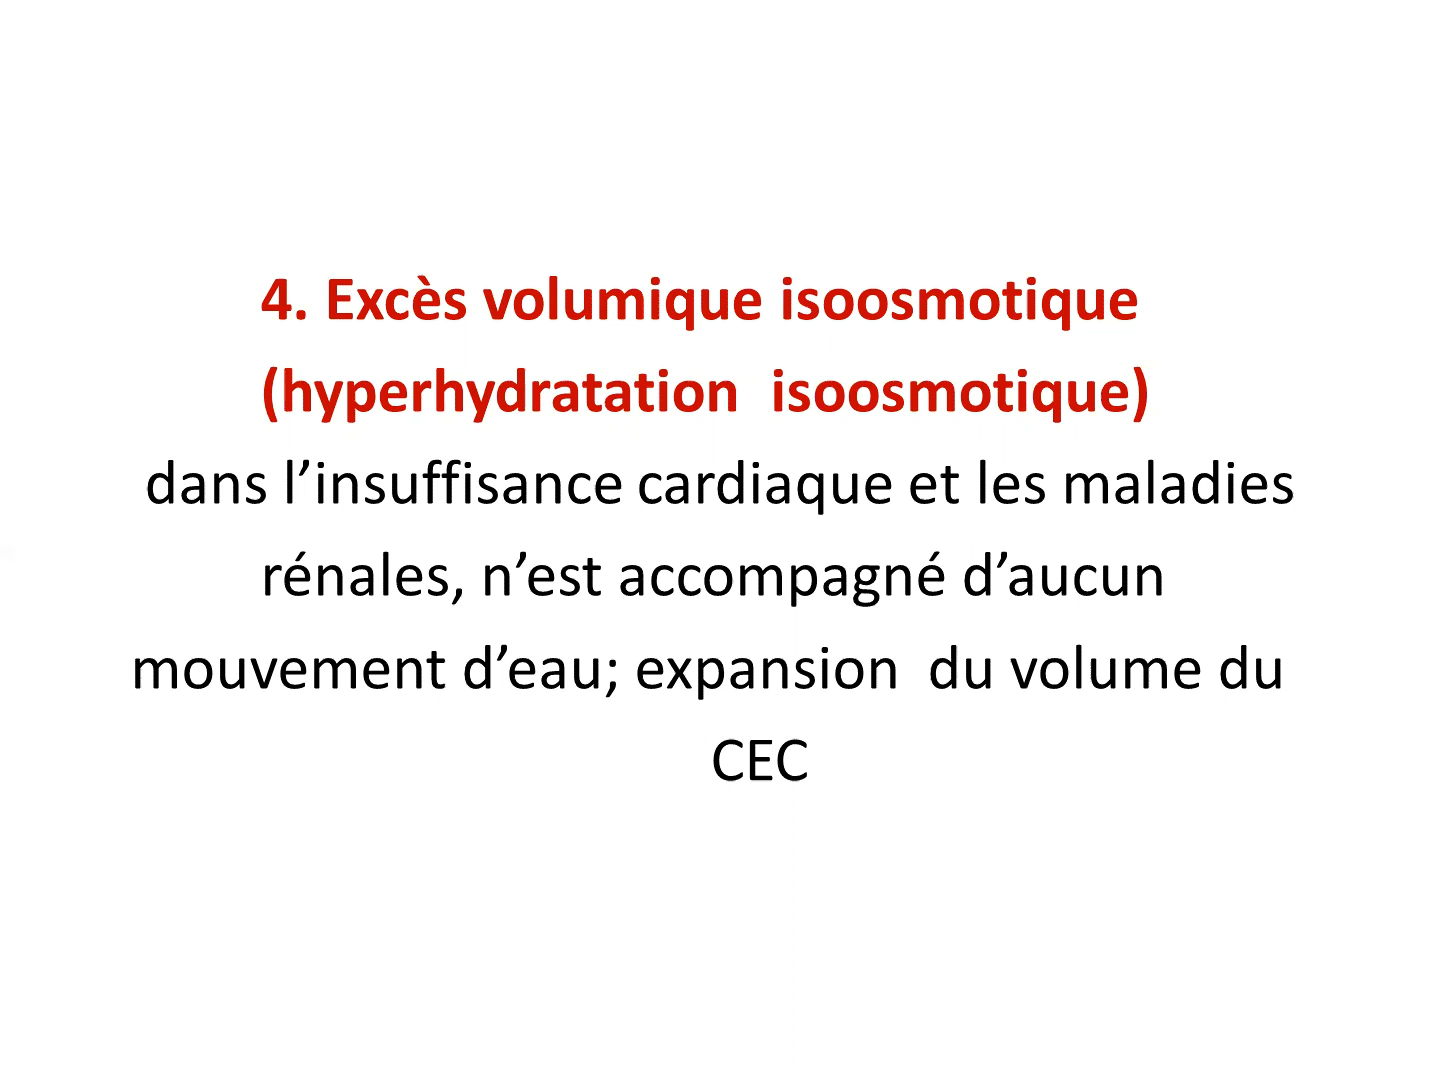 4. Excès volumique isoosmotique
(hyperhydratation isoosmotique)
dans l’insuffisance cardiaque et les maladies
rénales, n’est accompagné d’aucun
mouvement d’eau; expansion du volume du
CEC